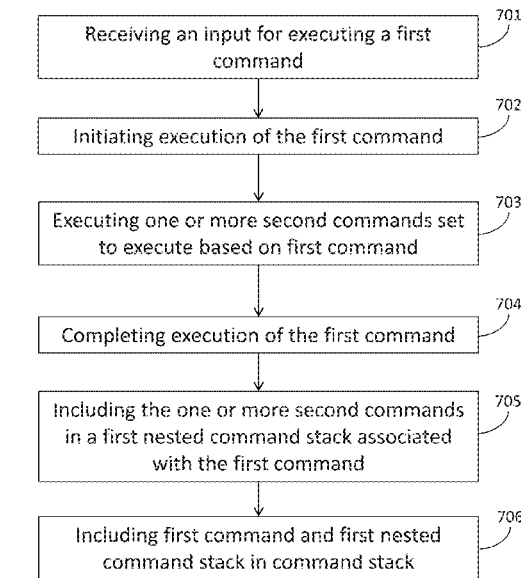 701
Receiving an input for executing a first
command
702
Initiating execution of the first command
703
Executing one or more second commands set
to execute based on first command
704
Completing execution of the first command
705
Including the one or more second commands
in a first nested command stack associated
with the first command
706
Including first command and first nested
command stack in command stack